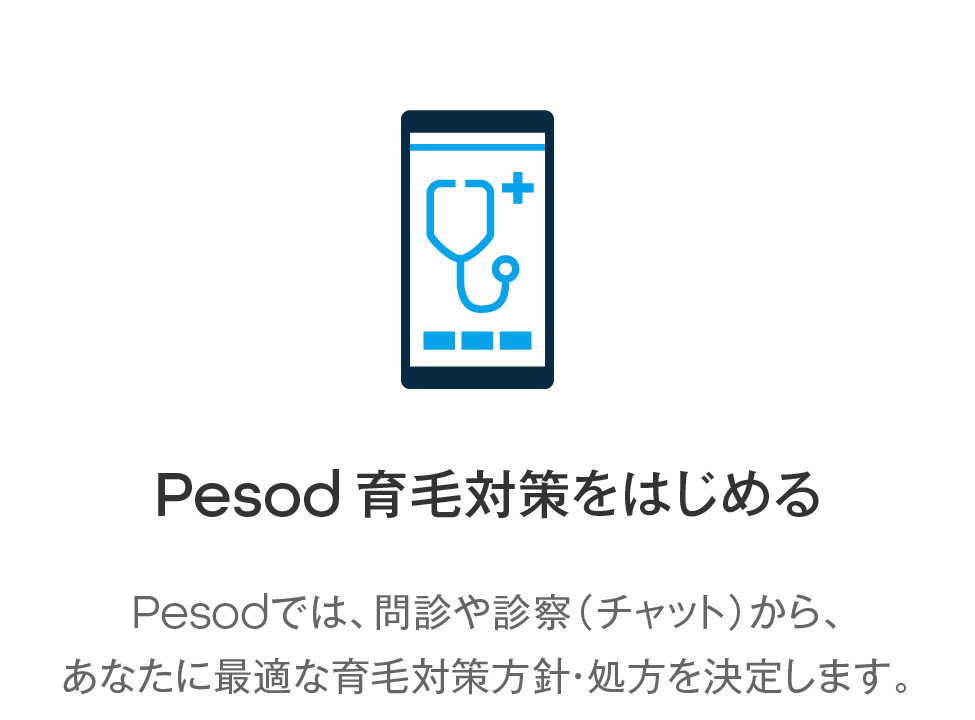 Pesod 育毛対策をはじめる
Pesodでは、問診や診察（チャット）から、
あなたに最適な育毛対策方針･処方を決定します。